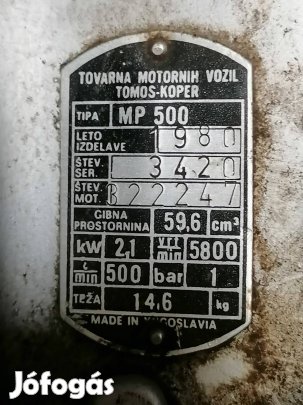 TOVARNA MOTORNIH VOZIL
TOMOS-KOPER
TIPA MP 500
LETO IZDELAVE 1980
ŠTEV. SER. 3420
ŠTEV. MOT. 822247
GIBNA PROSTORNINA 59,6 cm³
kW 2,1 vrt/min 5800
ℓ/min 500 bar 1
TEŽA 14,6 kg
MADE IN YUGOSLAVIA
Jófogás